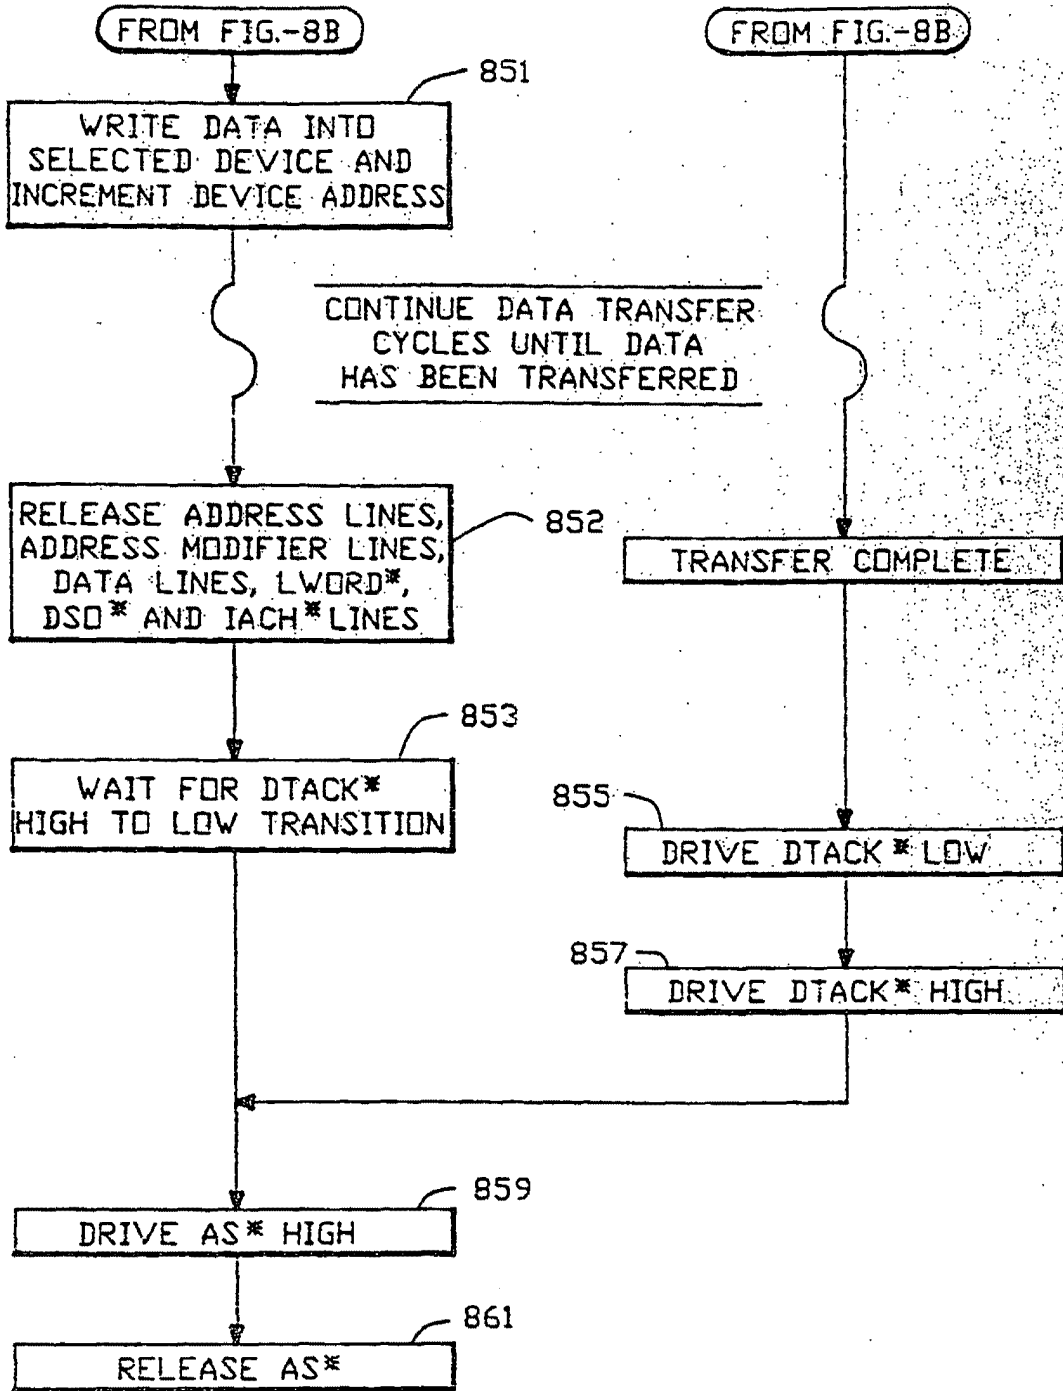 FROM FIG.-8B
FROM FIG.-8B
851
WRITE DATA INTO
SELECTED DEVICE AND
INCREMENT DEVICE ADDRESS
CONTINUE DATA TRANSFER
CYCLES UNTIL DATA
HAS BEEN TRANSFERRED
RELEASE ADDRESS LINES,
ADDRESS MODIFIER LINES,
DATA LINES, LWORD*,
DSO* AND IACH* LINES
852
TRANSFER COMPLETE
853
WAIT FOR DTACK*
HIGH TO LOW TRANSITION
855
DRIVE DTACK* LOW
857
DRIVE DTACK* HIGH
859
DRIVE AS* HIGH
861
RELEASE AS*